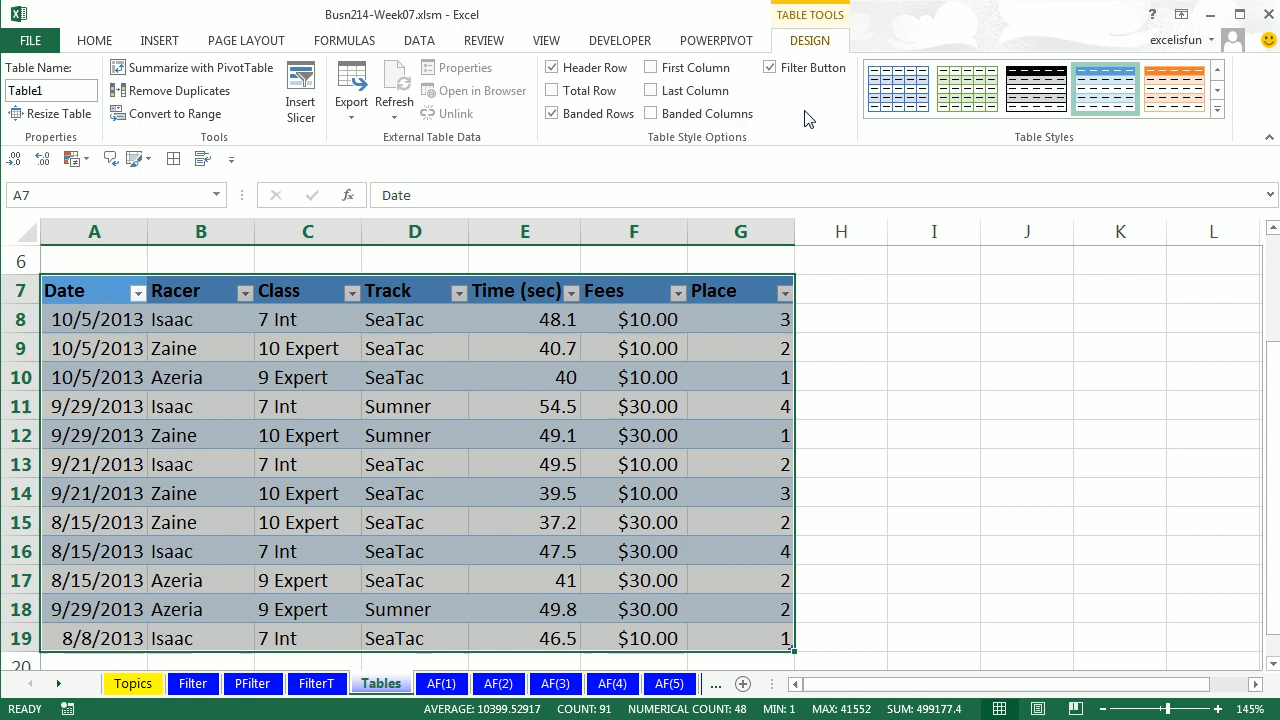 Busn214-Week07.xlsm - Excel
TABLE TOOLS
?
FILE HOME INSERT PAGE LAYOUT FORMULAS DATA REVIEW VIEW DEVELOPER POWERPIVOT DESIGN excelisfun
Table Name:
Table1
Resize Table
Properties
Summarize with PivotTable
Remove Duplicates
Convert to Range
Insert
Slicer
Tools
Export
Refresh
Properties
Open in Browser
Unlink
External Table Data
Header Row
Total Row
Banded Rows
First Column
Last Column
Banded Columns
Filter Button
Table Style Options
Table Styles
A7
fx
Date
A B C D E F G H I J K L
6
7 Date Racer Class Track Time (sec) Fees Place
8 10/5/2013 Isaac 7 Int SeaTac 48.1 $10.00 3
9 10/5/2013 Zaine 10 Expert SeaTac 40.7 $10.00 2
10 10/5/2013 Azeria 9 Expert SeaTac 40 $10.00 1
11 9/29/2013 Isaac 7 Int Sumner 54.5 $30.00 4
12 9/29/2013 Zaine 10 Expert Sumner 49.1 $30.00 1
13 9/21/2013 Isaac 7 Int SeaTac 49.5 $10.00 2
14 9/21/2013 Zaine 10 Expert SeaTac 39.5 $10.00 3
15 8/15/2013 Zaine 10 Expert SeaTac 37.2 $30.00 2
16 8/15/2013 Isaac 7 Int SeaTac 47.5 $30.00 4
17 8/15/2013 Azeria 9 Expert SeaTac 41 $30.00 2
18 9/29/2013 Azeria 9 Expert Sumner 49.8 $30.00 2
19 8/8/2013 Isaac 7 Int SeaTac 46.5 $10.00 1
20
Topics Filter PFilter FilterT Tables AF(1) AF(2) AF(3) AF(4) AF(5) ...
READY AVERAGE: 10399.52917 COUNT: 91 NUMERICAL COUNT: 48 MIN: 1 MAX: 41552 SUM: 499177.4 145%